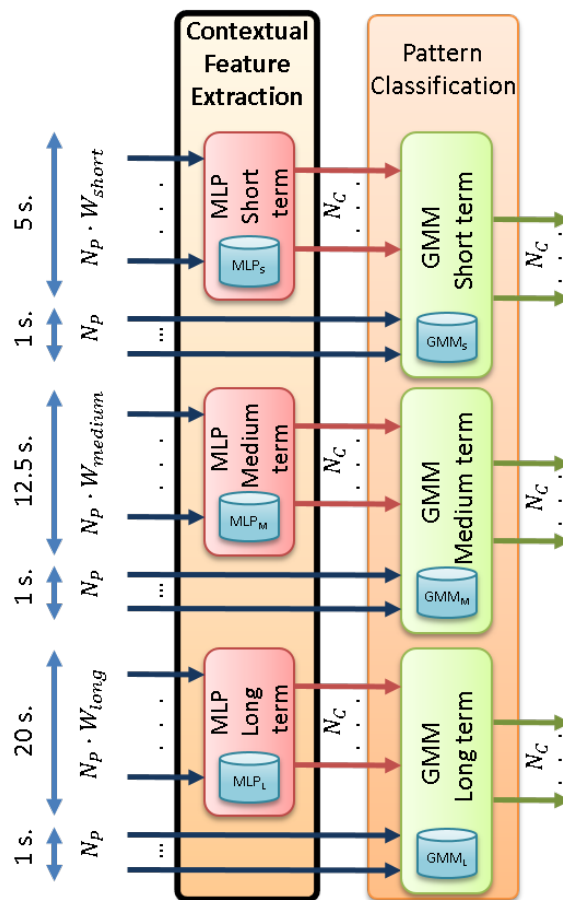 Contextual
Feature
Extraction
Pattern
Classification
5 s.
N_P · W_short
. . . .
MLP
Short
term
MLP_S
N_C
. . . .
GMM
Short term
GMM_S
N_C
. . . .
1 s.
N_P
...
12.5 s.
N_P · W_medium
. . . .
MLP
Medium
term
MLP_M
N_C
. . . .
GMM
Medium term
GMM_M
N_C
. . . .
1 s.
N_P
...
20 s.
N_P · W_long
. . . .
MLP
Long
term
MLP_L
N_C
. . . .
GMM
Long term
GMM_L
N_C
. . . .
1 s.
N_P
...